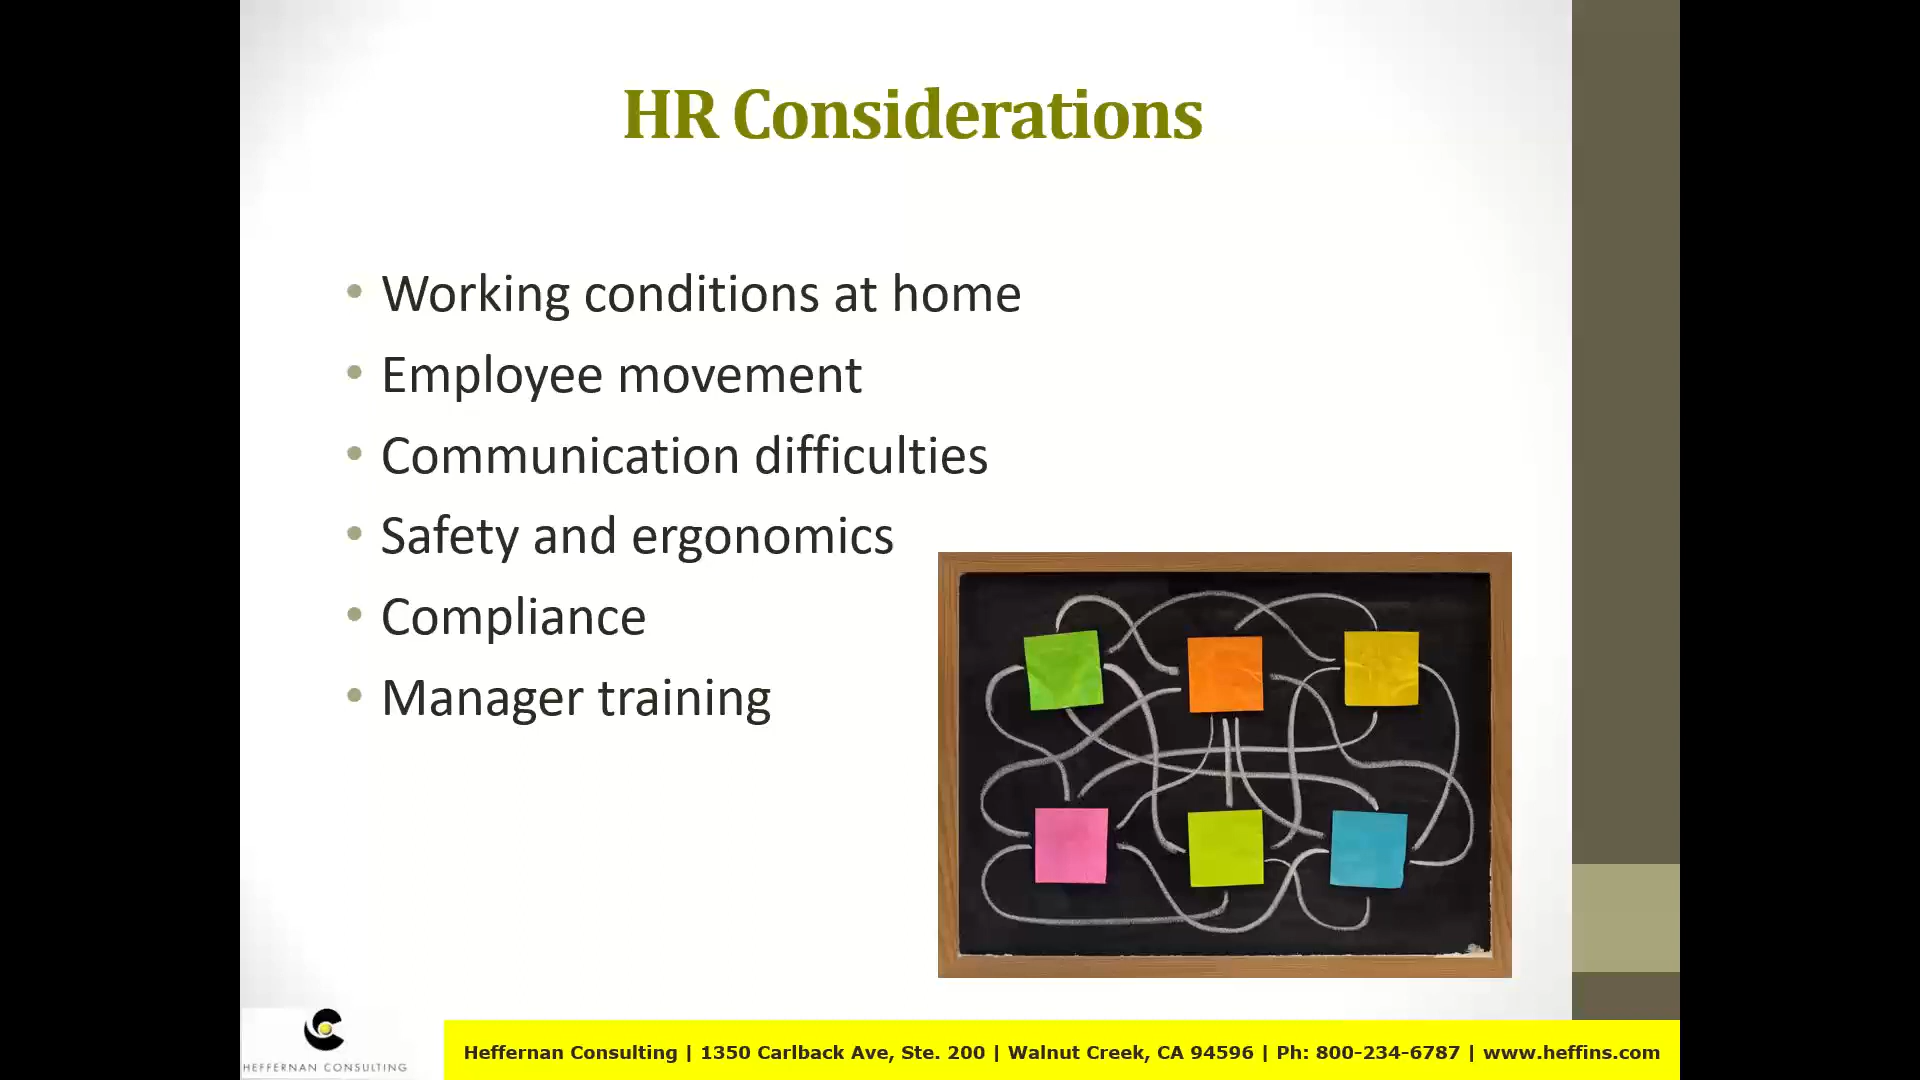 HR Considerations
• Working conditions at home
• Employee movement
• Communication difficulties
• Safety and ergonomics
• Compliance
• Manager training
HEFFERNAN CONSULTING
Heffernan Consulting | 1350 Carlback Ave, Ste. 200 | Walnut Creek, CA 94596 | Ph: 800-234-6787 | www.heffins.com